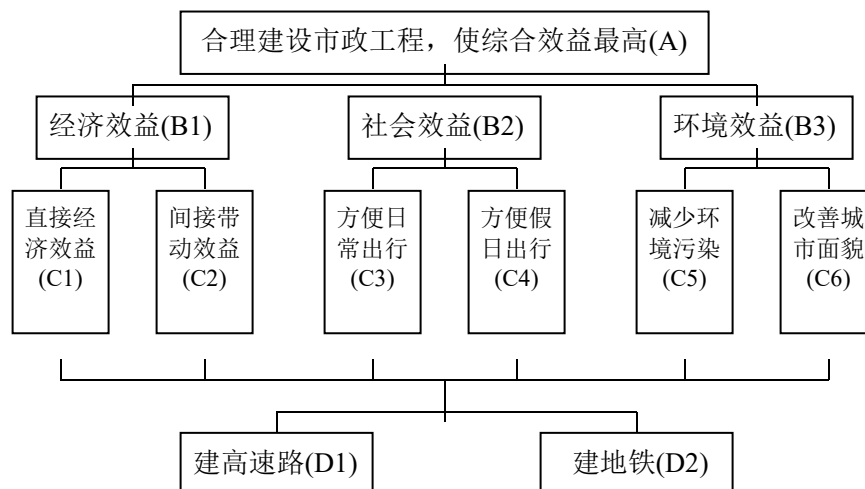 合理建设市政工程，使综合效益最高(A)
经济效益(B1)
社会效益(B2)
环境效益(B3)
直接经
济效益
(C1)
间接带
动效益
(C2)
方便日
常出行
(C3)
方便假
日出行
(C4)
减少环
境污染
(C5)
改善城
市面貌
(C6)
建高速路(D1)
建地铁(D2)